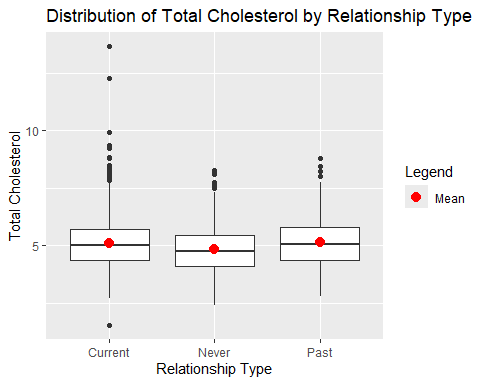 Distribution of Total Cholesterol by Relationship Type
Total Cholesterol
10
5
Current
Never
Past
Relationship Type
Legend
Mean